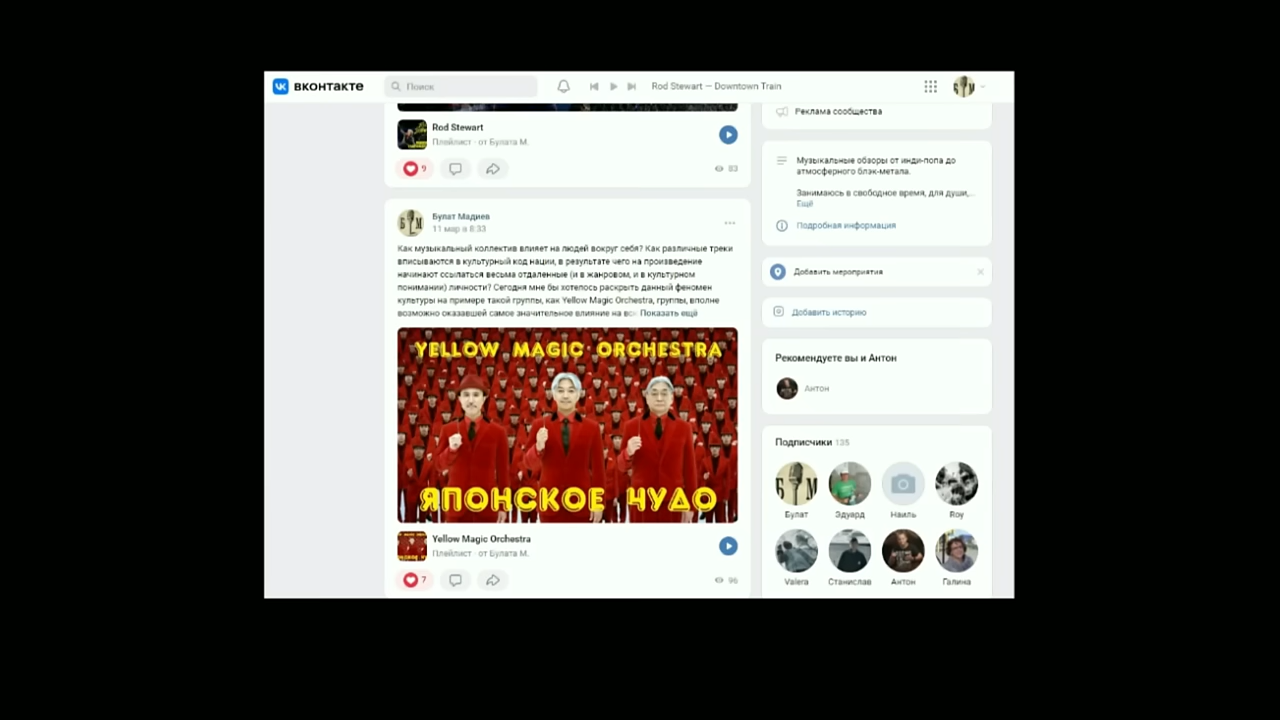 вконтакте
Поиск
Rod Stewart — Downtown Train
Rod Stewart
Плейлист · от Булата М.
9
83
Булат Мадиев
11 мар в 8:33
Как музыкальный коллектив влияет на людей вокруг себя? Как различные треки
вписываются в культурный код нации, в результате чего на произведение
начинают ссылаться весьма отдаленные (и в жанровом, и в культурном
понимании) личности? Сегодня мне бы хотелось раскрыть данный феномен
культуры на примере такой группы, как Yellow Magic Orchestra, группы, вполне
возможно оказавшей самое значительное влияние на вс Показать ещё
YELLOW MAGIC ORCHESTRA
ЯПОНСКОЕ ЧУДО
Yellow Magic Orchestra
Плейлист · от Булата М.
7
96
Реклама сообщества
Музыкальные обзоры от инди-попа до
атмосферного блэк-метала.
Занимаюсь в свободное время, для души,...
Ещё
Подробная информация
Добавить мероприятия
Добавить историю
Рекомендуете вы и Антон
Антон
Подписчики 135
Булат Эдуард Наиль Roy
Valera Станислав Антон Галина